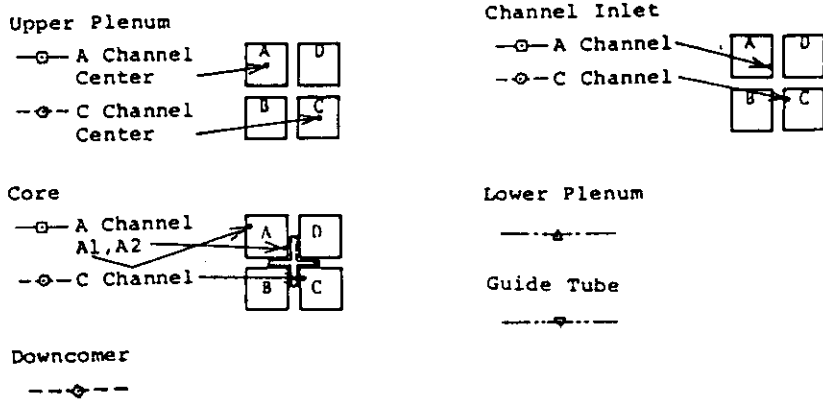 Upper Plenum
A Channel
Center
C Channel
Center
A D
B C
Channel Inlet
A Channel
C Channel
A D
B C
Core
A Channel
A1,A2
C Channel
A D
B C
Lower Plenum
Guide Tube
Downcomer